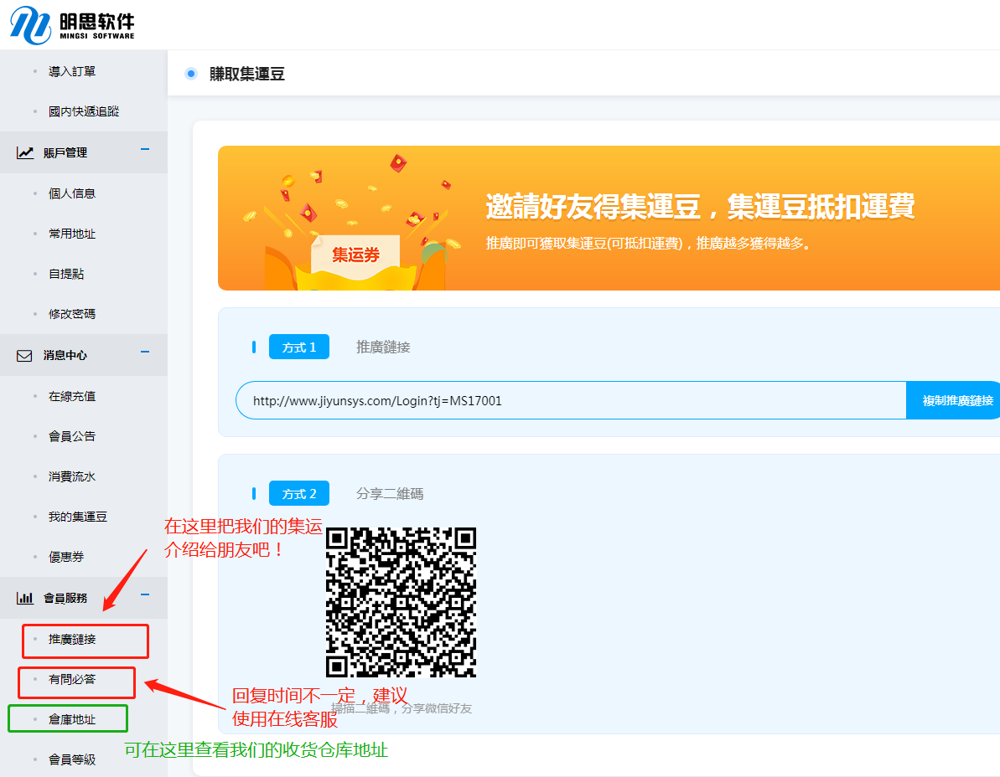 明思软件
MINGSI SOFTWARE
導入訂單
國内快遞追蹤
賬戶管理
個人信息
常用地址
自提點
修改密碼
消息中心
在線充值
會員公告
消費流水
我的集運豆
優惠券
會員服務
推廣鏈接
有問必答
倉庫地址
會員等級
賺取集運豆
集运券
邀請好友得集運豆，集運豆抵扣運費
推廣即可獲取集運豆(可抵扣運費)，推廣越多獲得越多。
方式 1
推廣鏈接
http://www.jiyunsys.com/Login?tj=MS17001
複制推廣鏈接
方式 2
分享二維碼
在这里把我们的集运
介绍给朋友吧！
掃描二維碼，分享微信好友
回复时间不一定，建议
使用在线客服
可在这里查看我们的收货仓库地址